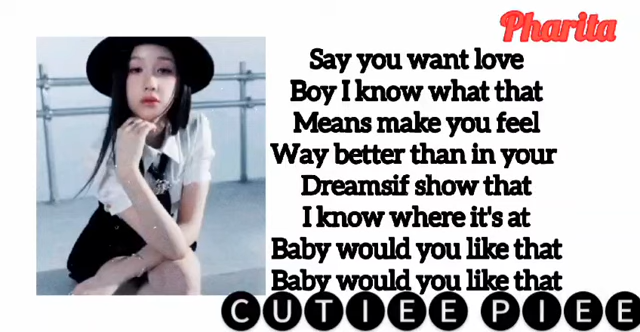 Pharita
Say you want love
Boy I know what that
Means make you feel
Way better than in your
Dreamsif show that
I know where it's at
Baby would you like that
Baby would you like that
CUTIEE PIEE